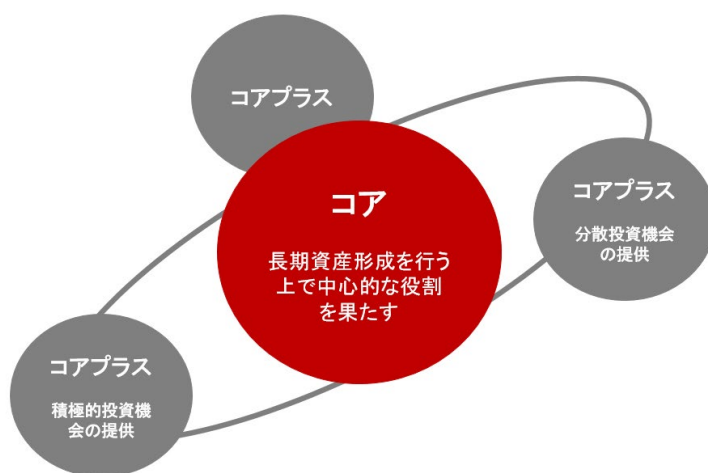 コアプラス
コア
長期資産形成を行う
上で中心的な役割
を果たす
コアプラス
分散投資機会
の提供
コアプラス
積極的投資機
会の提供